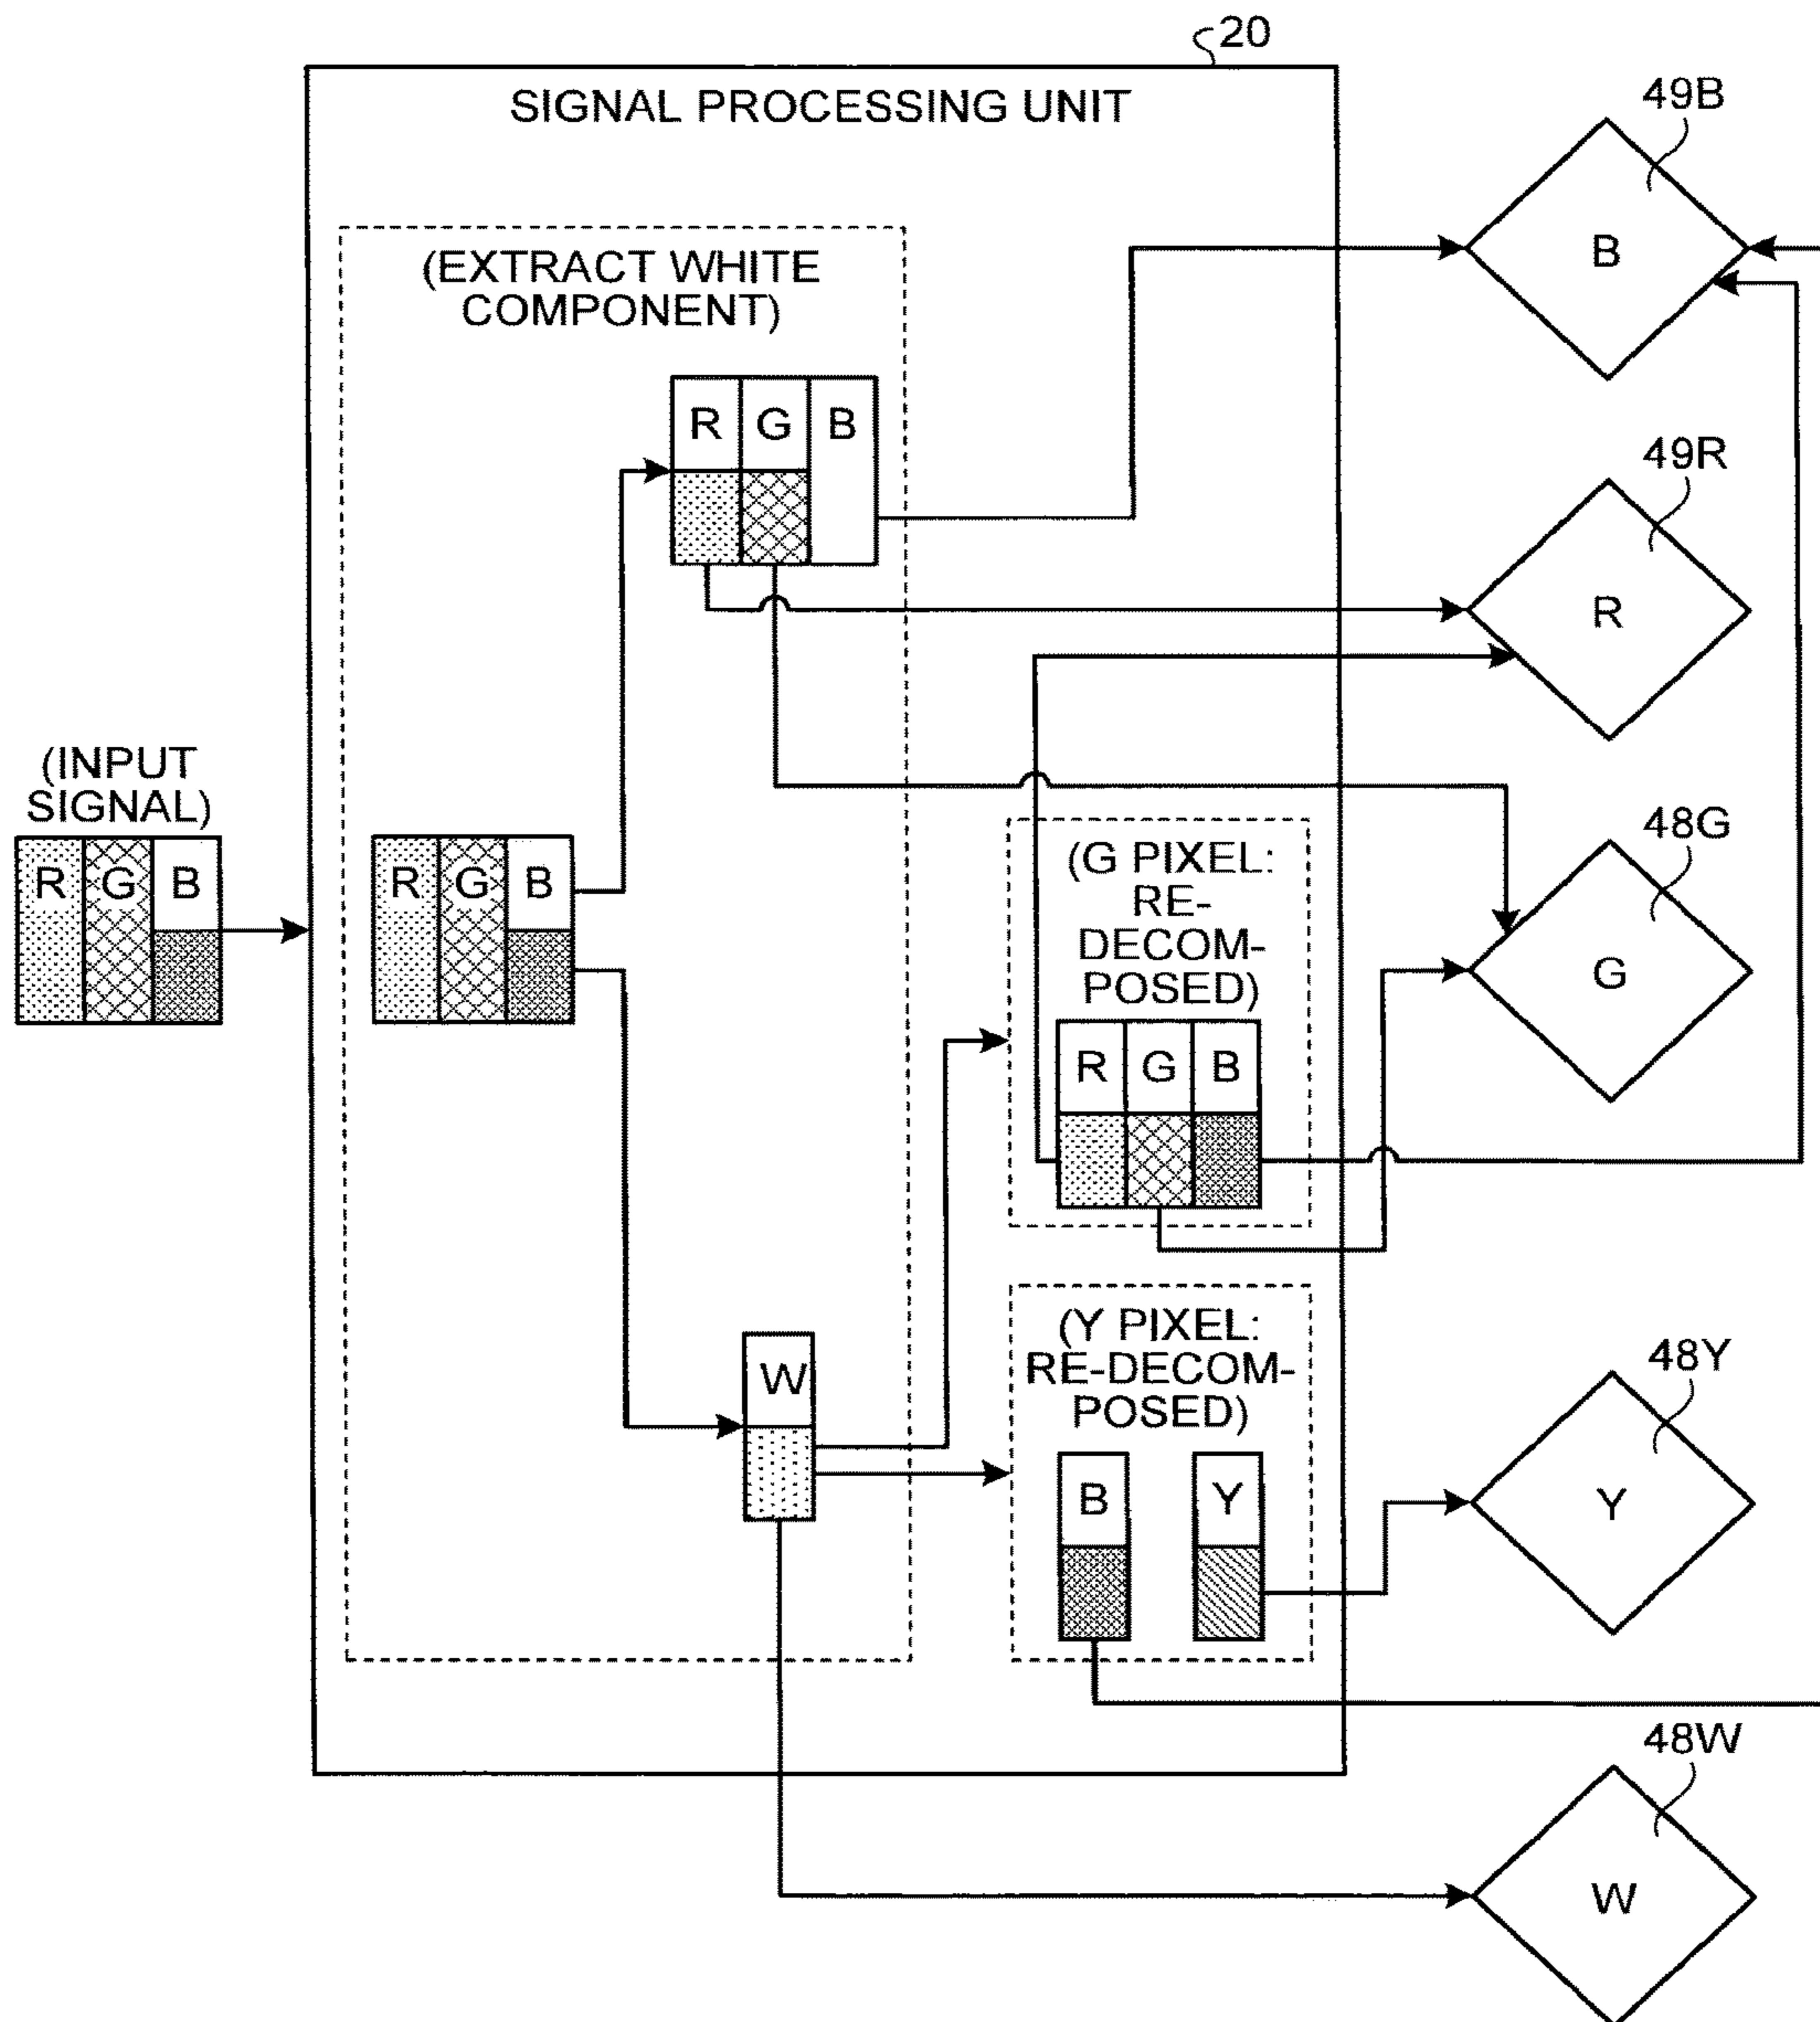 20
SIGNAL PROCESSING UNIT
49B
B
(EXTRACT WHITE
COMPONENT)
R G B
49R
R
(INPUT
SIGNAL)
R G B
R G B
48G
G
(G PIXEL:
RE-
DECOM-
POSED)
R G B
W
(Y PIXEL:
RE-DECOM-
POSED)
B Y
48Y
Y
48W
W